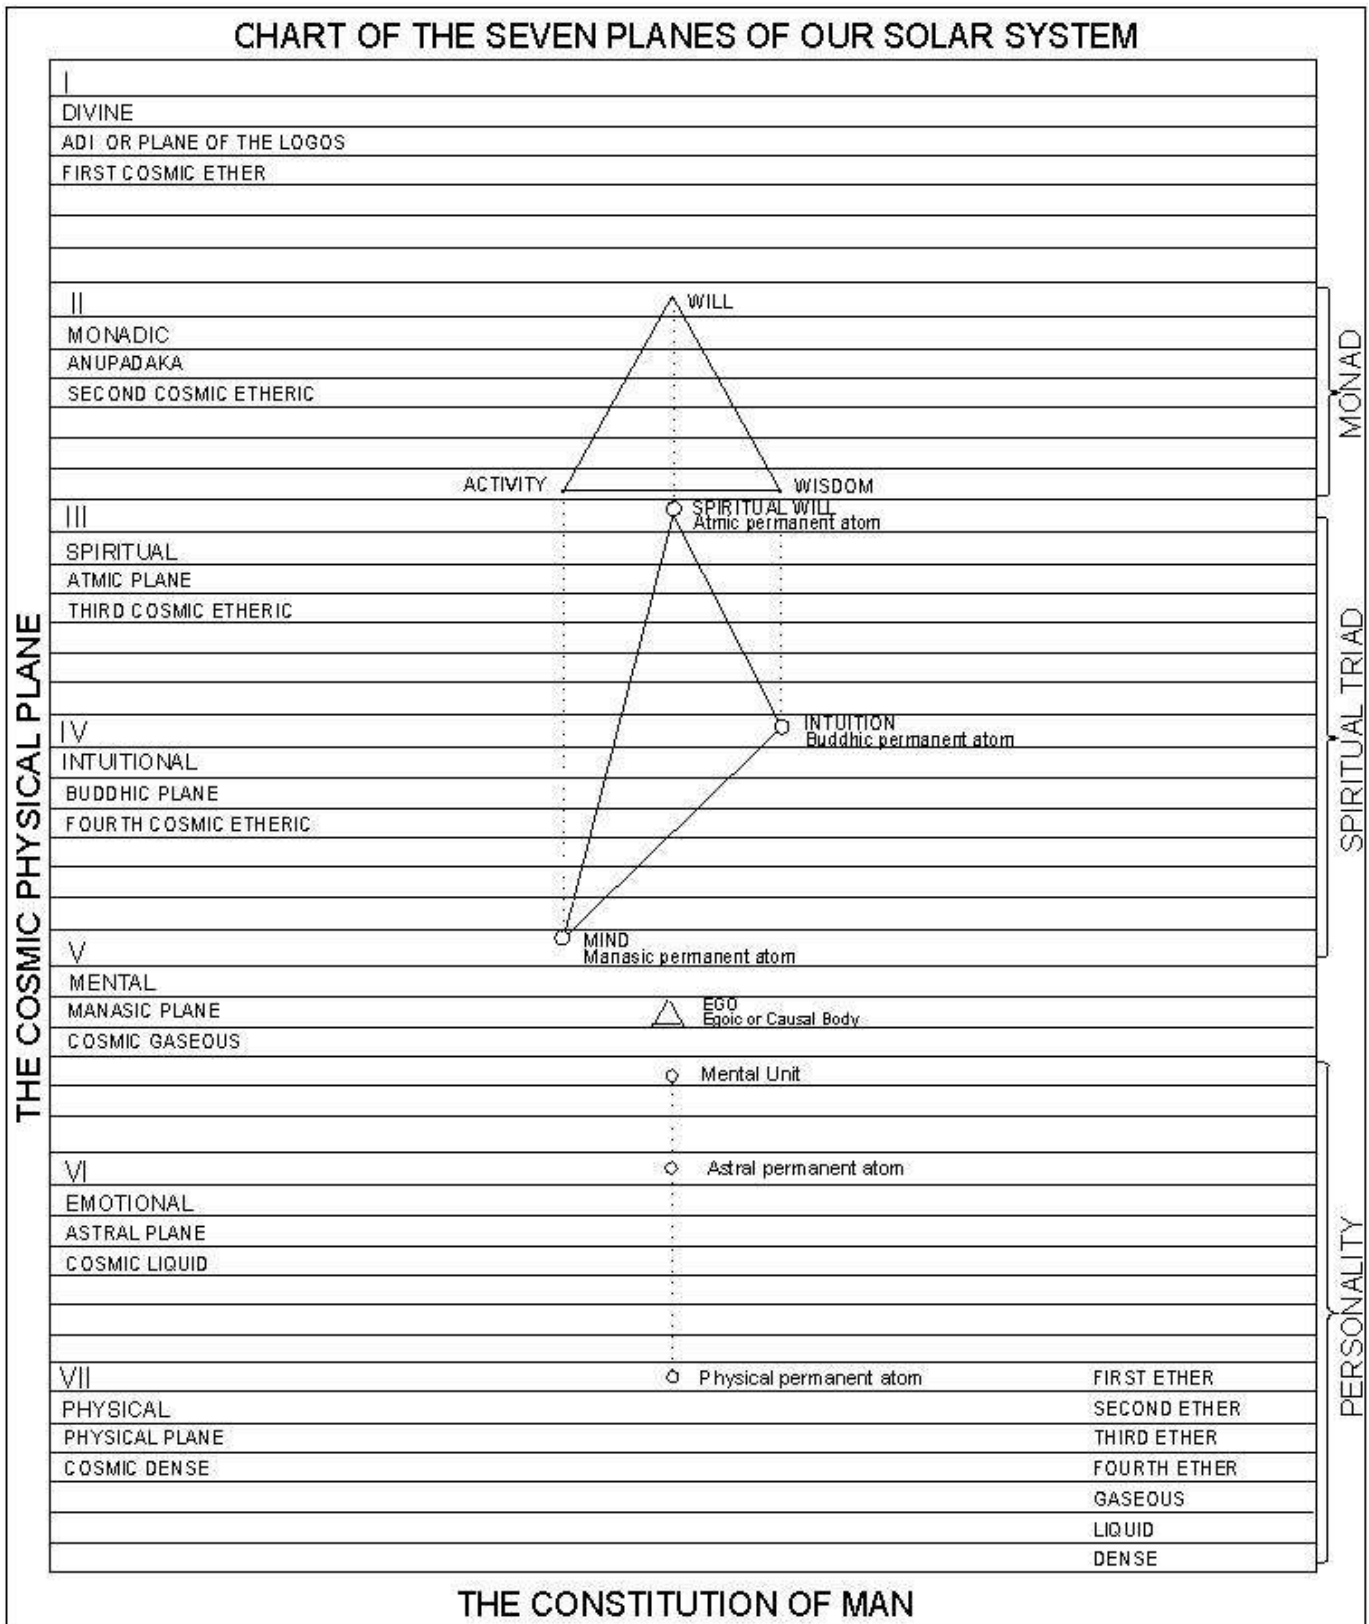 CHART OF THE SEVEN PLANES OF OUR SOLAR SYSTEM
I
DIVINE
ADI OR PLANE OF THE LOGOS
FIRST COSMIC ETHER
II
WILL
MONADIC
ANUPADAKA
SECOND COSMIC ETHERIC
ACTIVITY
WISDOM
MONAD
III
SPIRITUAL WILL
Atmic permanent atom
SPIRITUAL
ATMIC PLANE
THIRD COSMIC ETHERIC
IV
INTUITION
Buddhic permanent atom
INTUITIONAL
BUDDHIC PLANE
FOURTH COSMIC ETHERIC
SPIRITUAL TRIAD
THE COSMIC PHYSICAL PLANE
V
MIND
Manasic permanent atom
MENTAL
MANASIC PLANE
EGO
Egoic or Causal Body
COSMIC GASEOUS
Mental Unit
VI
Astral permanent atom
EMOTIONAL
ASTRAL PLANE
COSMIC LIQUID
PERSONALITY
VII
Physical permanent atom
FIRST ETHER
PHYSICAL
SECOND ETHER
PHYSICAL PLANE
THIRD ETHER
COSMIC DENSE
FOURTH ETHER
GASEOUS
LIQUID
DENSE
THE CONSTITUTION OF MAN